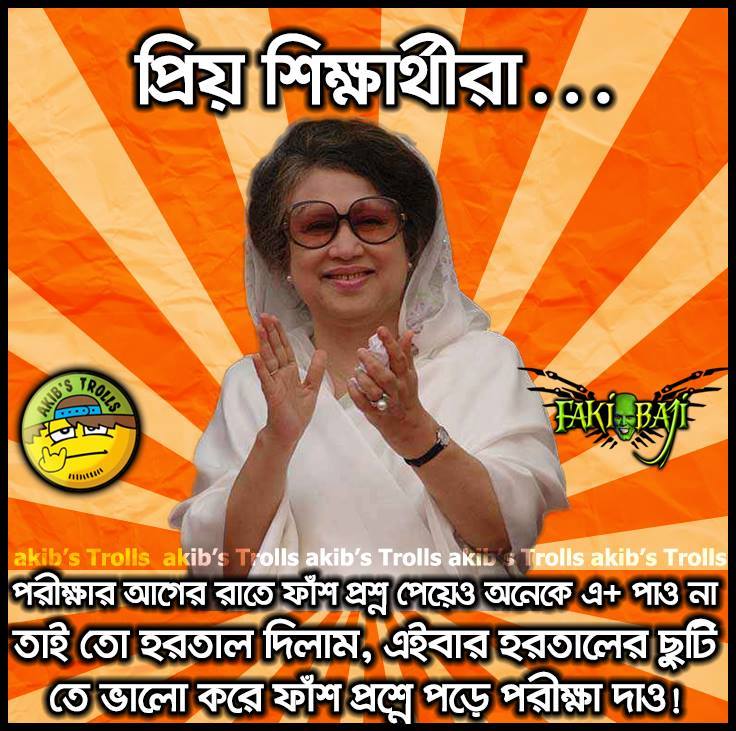 প্রিয় শিক্ষার্থীরা...
AKIB'S TROLLS
FAKIBAJI
akib's Trolls akib's Trolls akib's Trolls akib's Trolls akib's Trolls
পরীক্ষার আগের রাতে ফাঁশ প্রশ্ন পেয়েও অনেকে এ+ পাও না
তাই তো হরতাল দিলাম, এইবার হরতালের ছুটি
তে ভালো করে ফাঁশ প্রশ্নে পড়ে পরীক্ষা দাও!